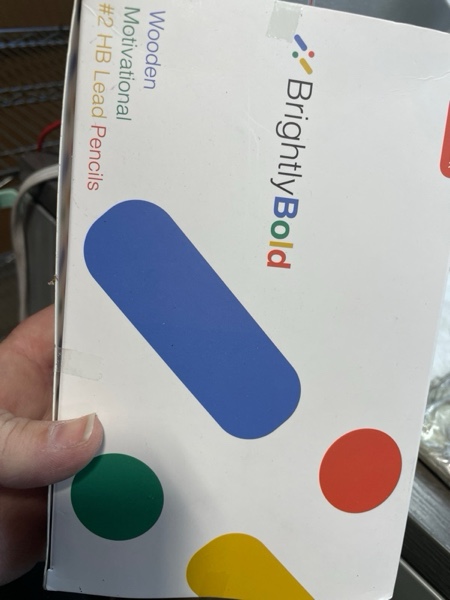 BrightlyBold
Wooden
Motivational
#2 HB Lead Pencils